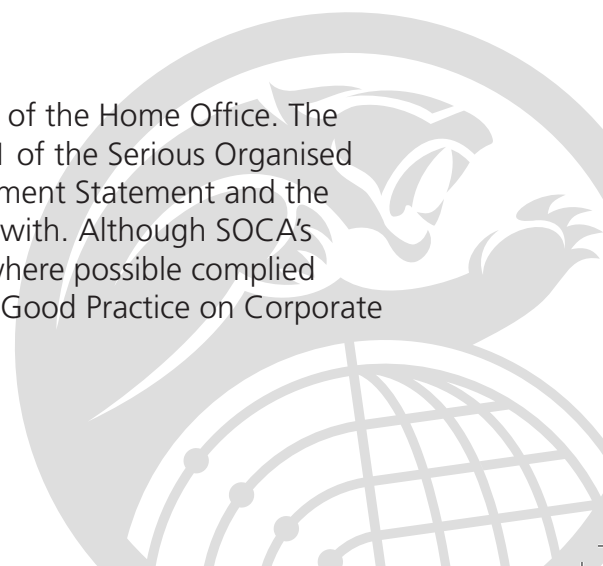 of the Home Office. The
of the Serious Organised
ment Statement and the
with. Although SOCA's
where possible complied
Good Practice on Corporate